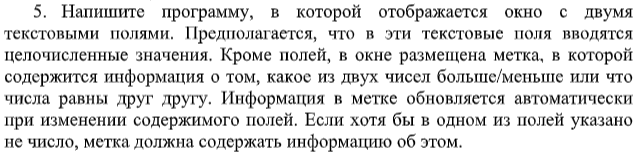 5. Напишите программу, в которой отображается окно с двумя
текстовыми полями. Предполагается, что в эти текстовые поля вводятся
целочисленные значения. Кроме полей, в окне размещена метка, в которой
содержится информация о том, какое из двух чисел больше/меньше или что
числа равны друг другу. Информация в метке обновляется автоматически
при изменении содержимого полей. Если хотя бы в одном из полей указано
не число, метка должна содержать информацию об этом.